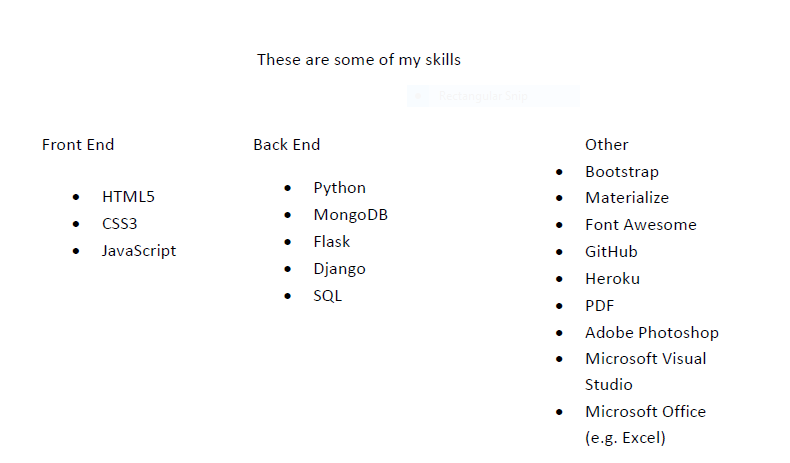 These are some of my skills
Rectangular Snip
Front End
HTML5
CSS3
JavaScript
Back End
Python
MongoDB
Flask
Django
SQL
Other
Bootstrap
Materialize
Font Awesome
GitHub
Heroku
PDF
Adobe Photoshop
Microsoft Visual
Studio
Microsoft Office
(e.g. Excel)